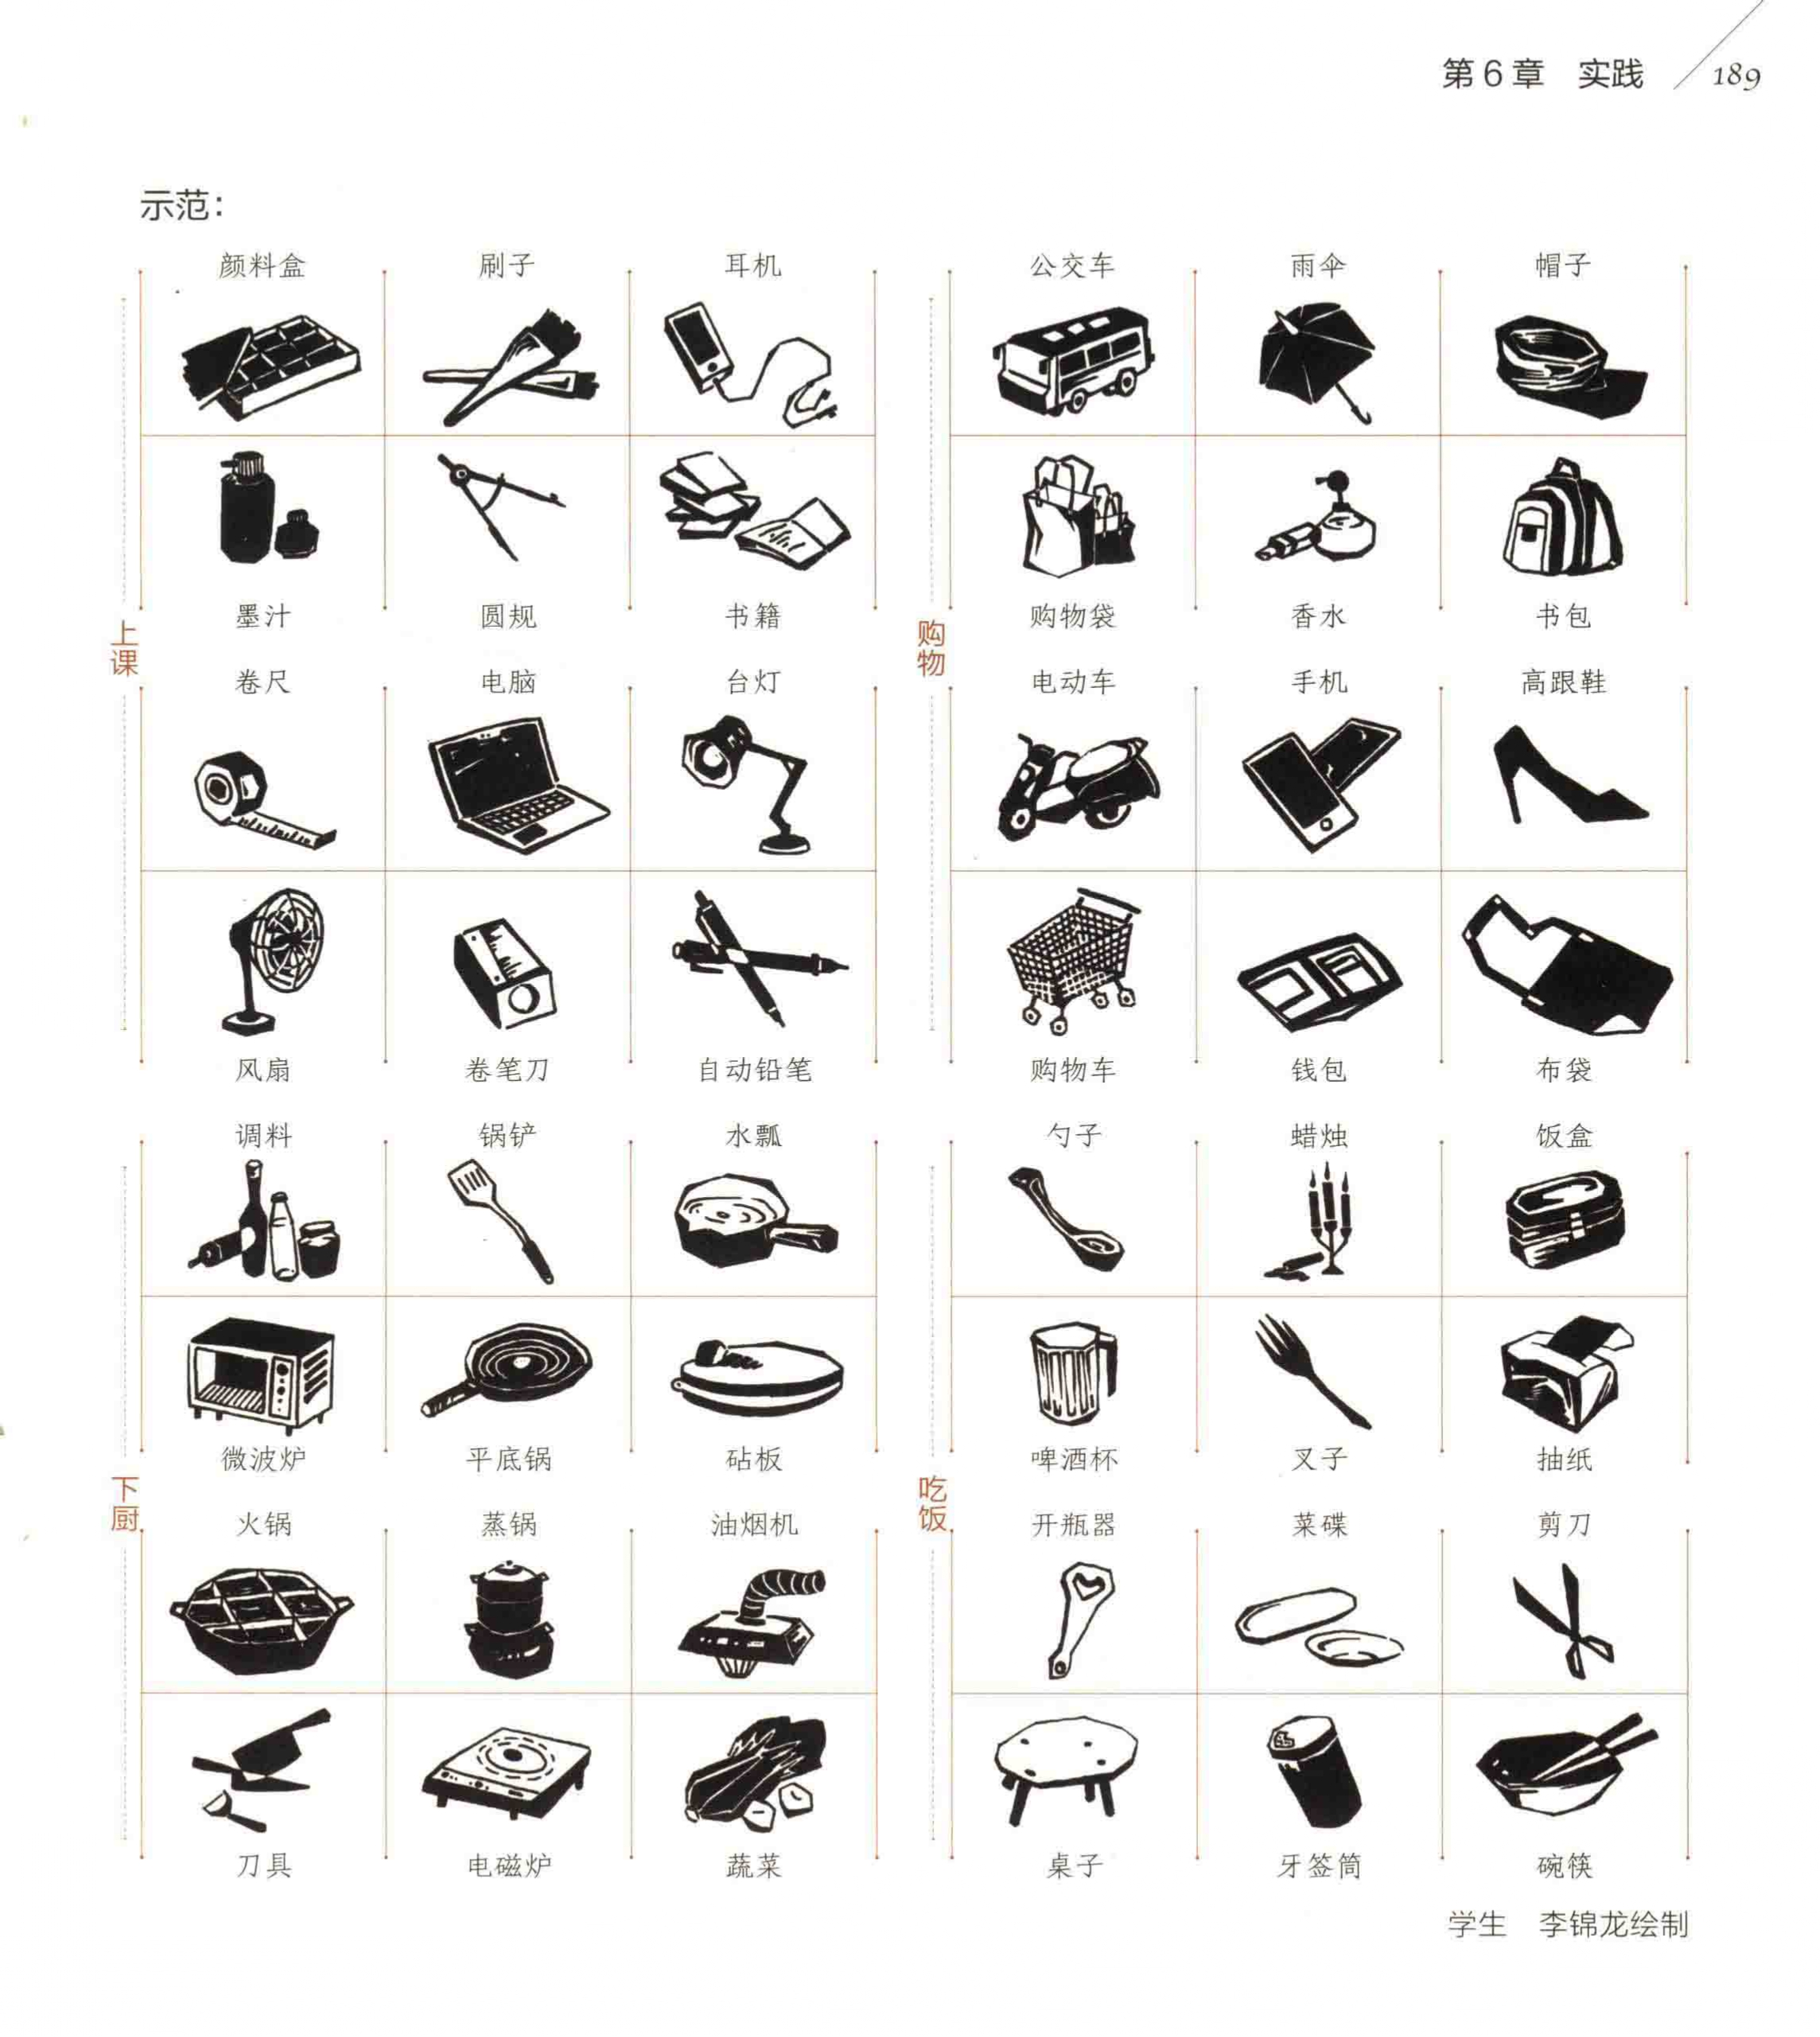 第6章 实践 189
示范：
颜料盒 刷子 耳机
墨汁 圆规 书籍
上课
卷尺 电脑 台灯
风扇 卷笔刀 自动铅笔
公交车 雨伞 帽子
购物袋 香水 书包
购物
电动车 手机 高跟鞋
购物车 钱包 布袋
调料 锅铲 水瓢
微波炉 平底锅 砧板
下厨
火锅 蒸锅 油烟机
刀具 电磁炉 蔬菜
勺子 蜡烛 饭盒
啤酒杯 叉子 抽纸
吃饭
开瓶器 菜碟 剪刀
桌子 牙签筒 碗筷
学生 李锦龙绘制